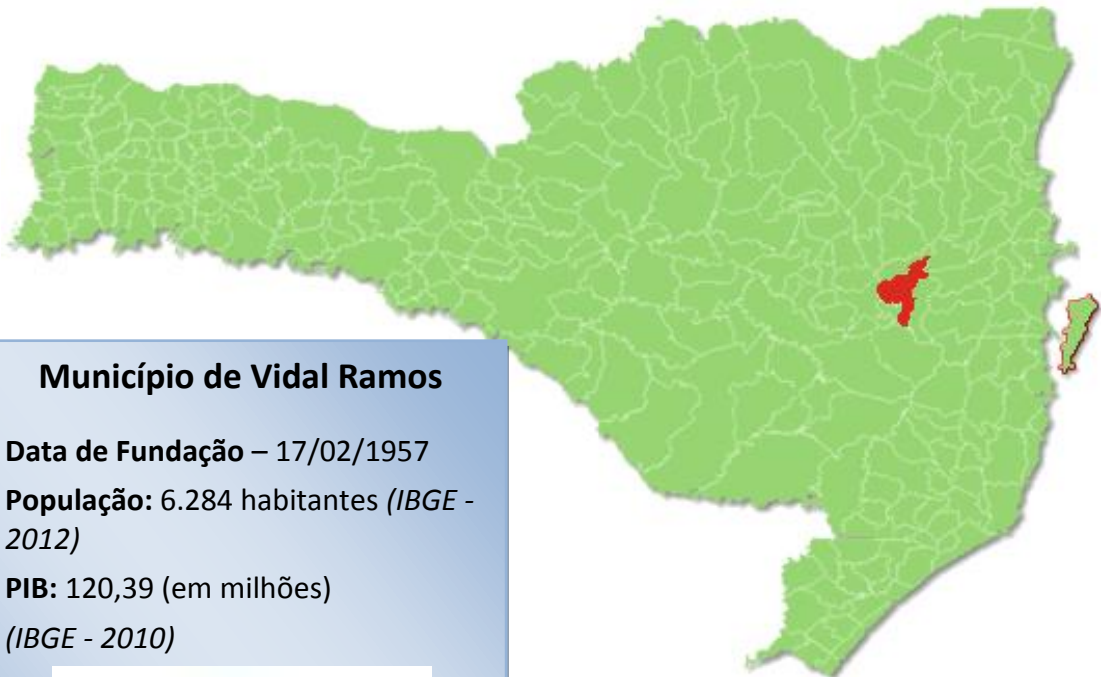 Município de Vidal Ramos
Data de Fundação – 17/02/1957
População: 6.284 habitantes (IBGE -
2012)
PIB: 120,39 (em milhões)
(IBGE - 2010)